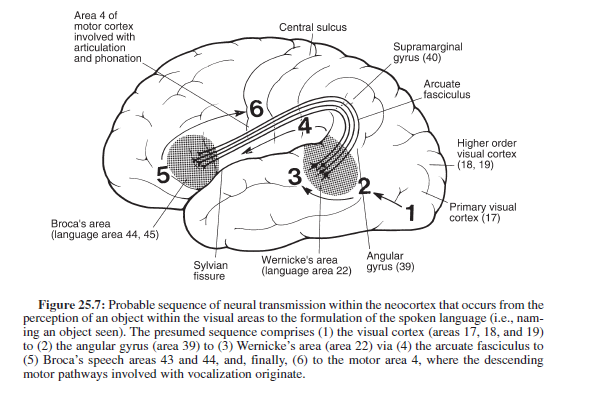 Area 4 of
motor cortex
involved with
articulation
and phonation
Central sulcus
Supramarginal
gyrus (40)
Arcuate
fasciculus
6
4
5
3
2
1
Higher order
visual cortex
(18, 19)
Primary visual
cortex (17)
Broca's area
(language area 44, 45)
Sylvian
fissure
Wernicke's area
(language area 22)
Angular
gyrus (39)
Figure 25.7: Probable sequence of neural transmission within the neocortex that occurs from the
perception of an object within the visual areas to the formulation of the spoken language (i.e., nam-
ing an object seen). The presumed sequence comprises (1) the visual cortex (areas 17, 18, and 19)
to (2) the angular gyrus (area 39) to (3) Wernicke's area (area 22) via (4) the arcuate fasciculus to
(5) Broca's speech areas 43 and 44, and, finally, (6) to the motor area 4, where the descending
motor pathways involved with vocalization originate.